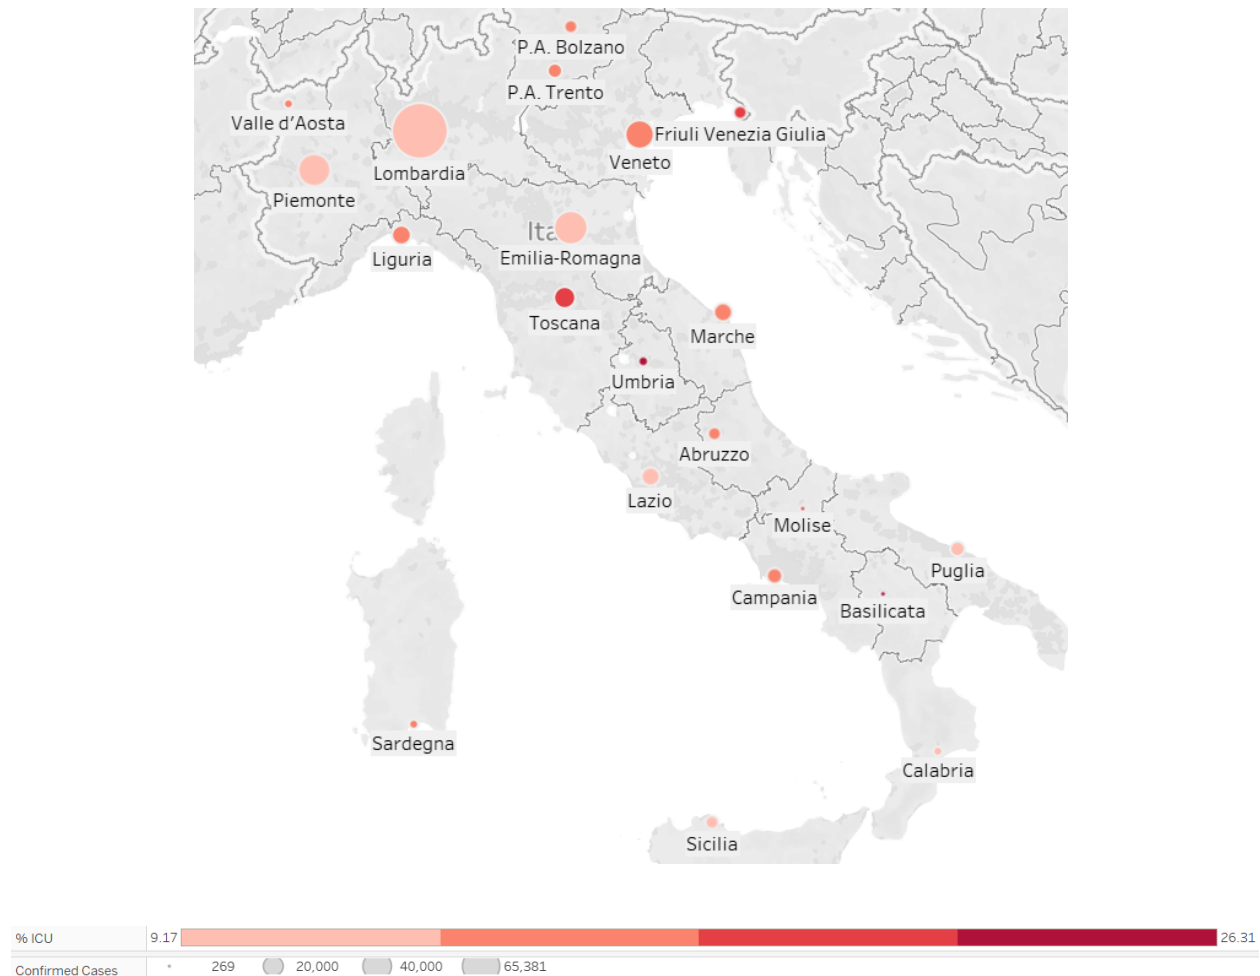 P.A. Bolzano
P.A. Trento
Valle d’Aosta
Friuli Venezia Giulia
Veneto
Lombardia
Piemonte
Ita
Liguria
Emilia-Romagna
Toscana
Marche
Umbria
Abruzzo
Lazio
Molise
Puglia
Campania
Basilicata
Sardegna
Calabria
Sicilia
% ICU 9.17 26.31
Confirmed Cases 269 20,000 40,000 65,381